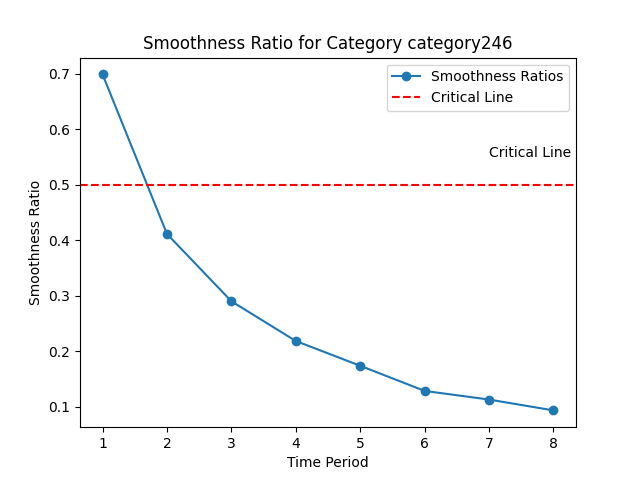 Smoothness Ratio for Category category246
Smoothness Ratios
Critical Line
Critical Line
Smoothness Ratio
0.7
0.6
0.5
0.4
0.3
0.2
0.1
1 2 3 4 5 6 7 8
Time Period